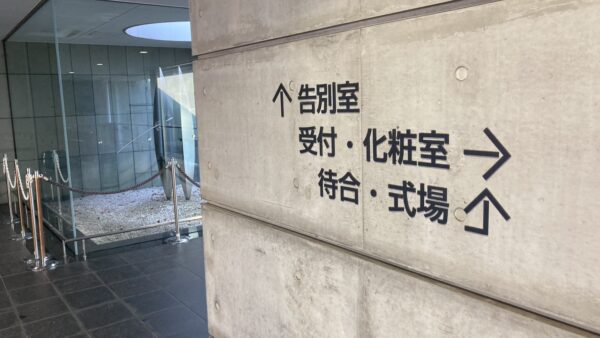 ↑告別室
受付・化粧室→
待合・式場↱